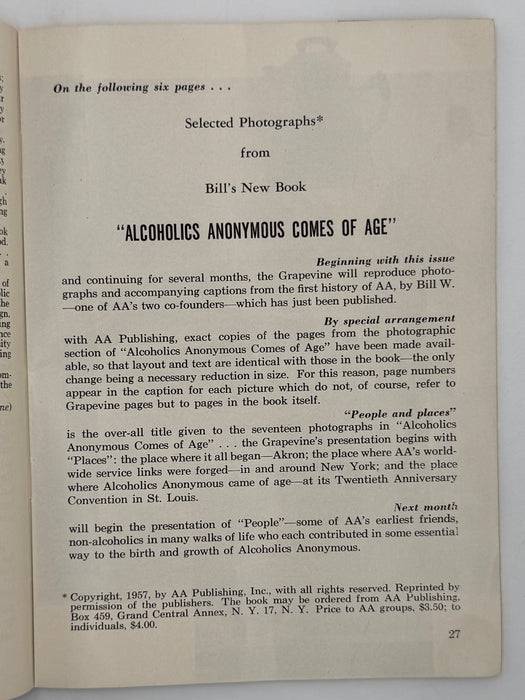 On the following six pages . . .
Selected Photographs*
from
Bill's New Book
"ALCOHOLICS ANONYMOUS COMES OF AGE"
Beginning with this issue
and continuing for several months, the Grapevine will reproduce photo-
graphs and accompanying captions from the first history of AA, by Bill W.
—one of AA's two co-founders—which has just been published.
By special arrangement
with AA Publishing, exact copies of the pages from the photographic
section of "Alcoholics Anonymous Comes of Age" have been made avail-
able, so that layout and text are identical with those in the book—the only
change being a necessary reduction in size. For this reason, page numbers
appear in the caption for each picture which do not, of course, refer to
Grapevine pages but to pages in the book itself.
"People and places"
is the over-all title given to the seventeen photographs in "Alcoholics
Anonymous Comes of Age" . . . the Grapevine's presentation begins with
"Places": the place where it all began—Akron; the place where AA's world-
wide service links were forged—in and around New York; and the place
where Alcoholics Anonymous came of age—at its Twentieth Anniversary
Convention in St. Louis.
Next month
will begin the presentation of "People"—some of AA's earliest friends,
non-alcoholics in many walks of life who each contributed in some essential
way to the birth and growth of Alcoholics Anonymous.
* Copyright, 1957, by AA Publishing, Inc., with all rights reserved. Reprinted by
permission of the publishers. The book may be ordered from AA Publishing,
Box 459, Grand Central Annex, N. Y. 17, N. Y. Price to AA groups, $3.50; to
individuals, $4.00.
27